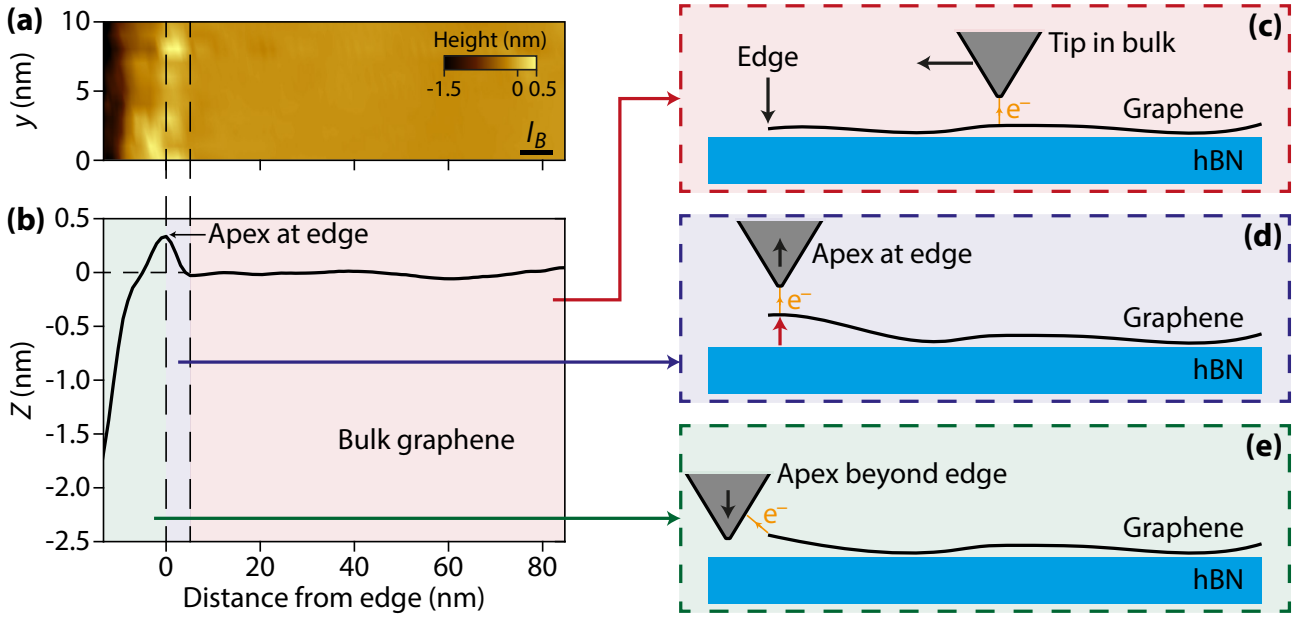 (a)
10
5
0
y (nm)
Height (nm)
-1.5 0 0.5
l_B
(b)
0.5
0
-0.5
-1.0
-1.5
-2.0
-2.5
Z (nm)
Apex at edge
Bulk graphene
0 20 40 60 80
Distance from edge (nm)
(c)
Tip in bulk
Edge
e⁻
Graphene
hBN
(d)
Apex at edge
e⁻
Graphene
hBN
(e)
Apex beyond edge
e⁻
Graphene
hBN